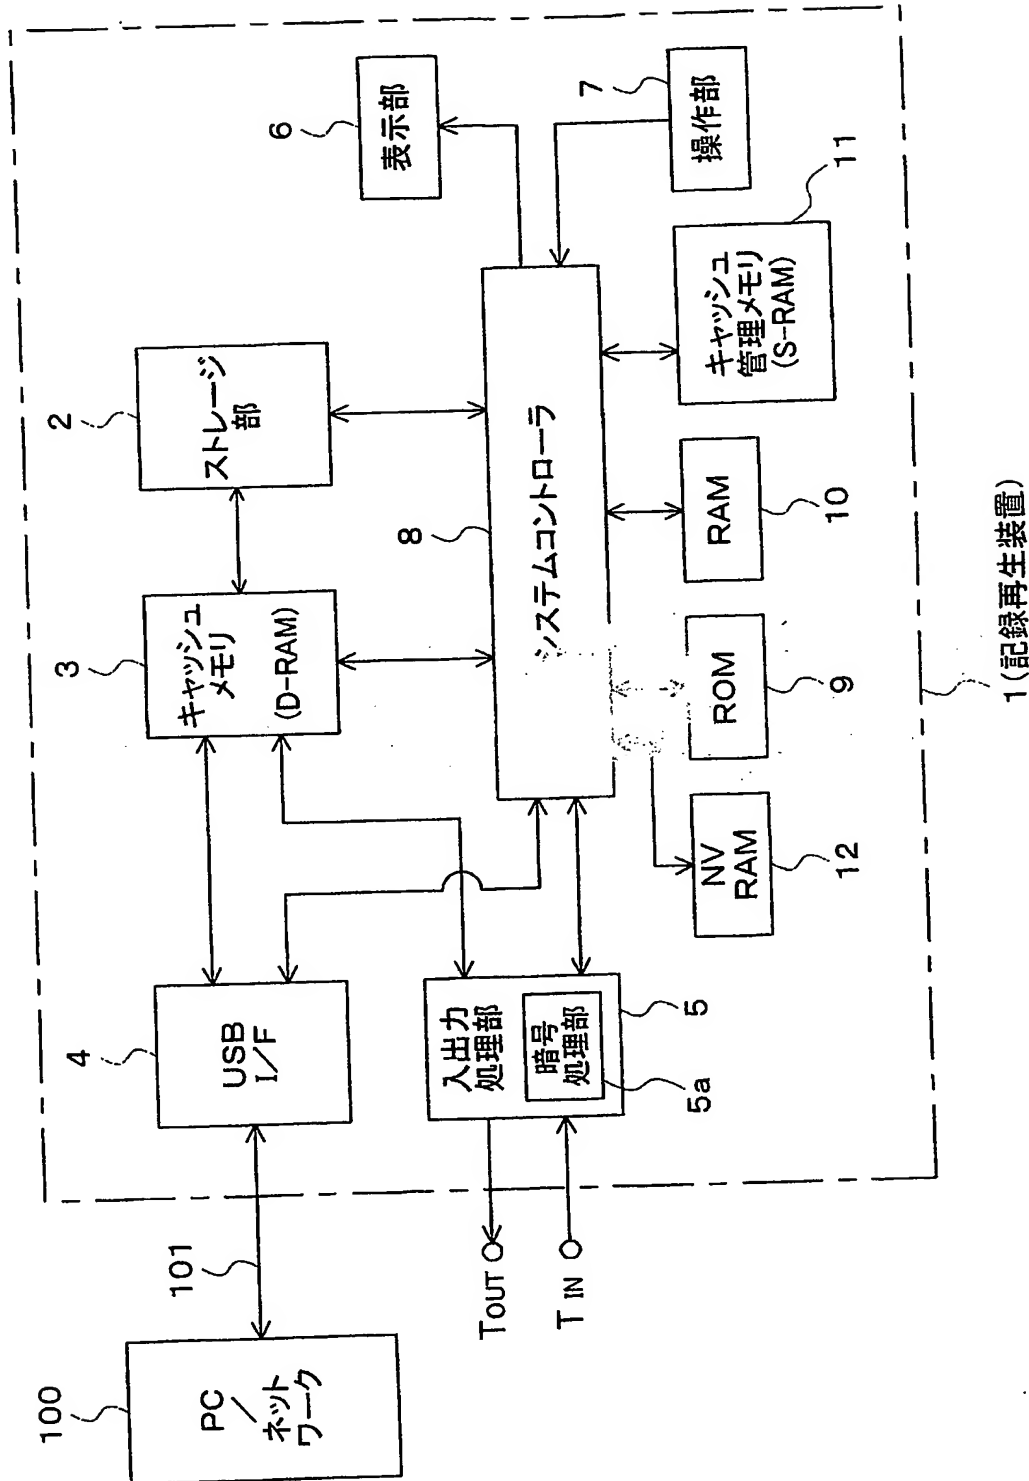 100
PC
/
ネット
ワーク
101
4
USB
I/F
3
キャッシュ
メモリ
(D-RAM)
2
ストレージ
部
6
表示部
8
システムコントローラ
7
操作部
TOUT
T IN
入出力
処理部
暗号
処理部
5
5a
NV
RAM
12
ROM
9
RAM
10
キャッシュ
管理メモリ
(S-RAM)
11
1(記録再生装置)